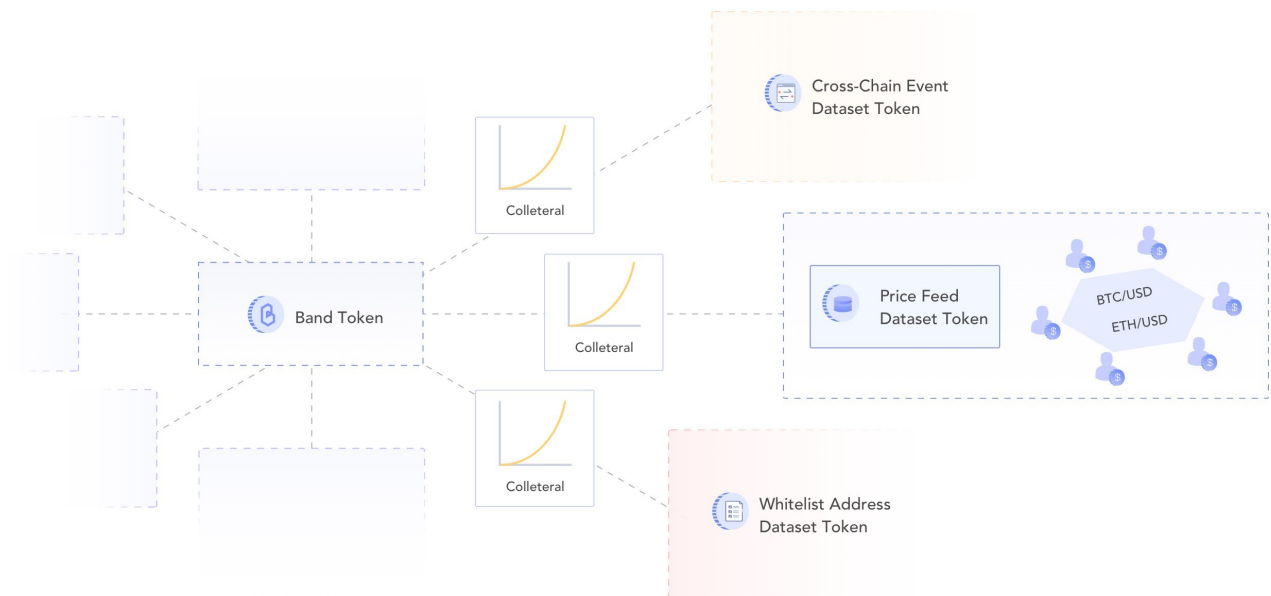 Cross-Chain Event
Dataset Token
Colleteral
Band Token
Colleteral
Price Feed
Dataset Token
BTC/USD
ETH/USD
$
$
$
$
$
$
Colleteral
Whitelist Address
Dataset Token